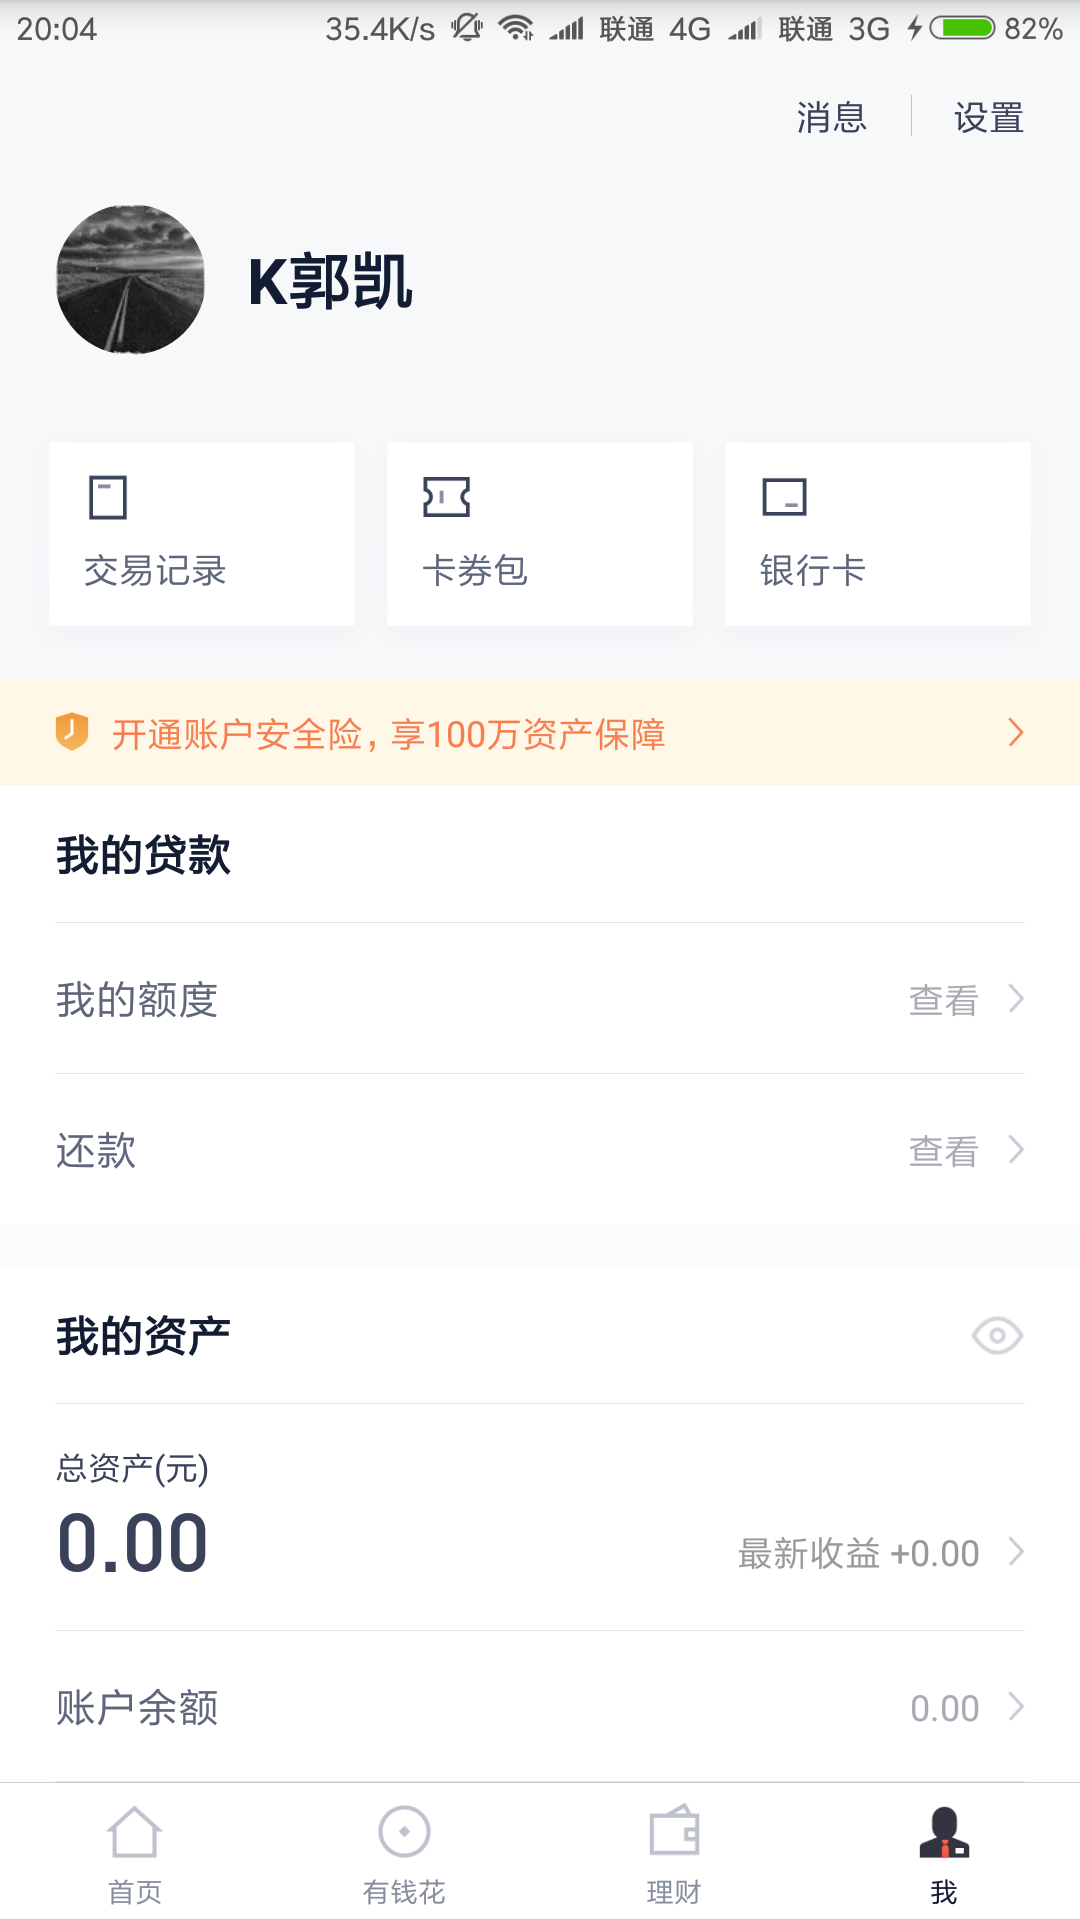 20:04 35.4K/s 联通 4G 联通 3G 82%
消息 设置
K郭凯
交易记录 卡券包 银行卡
开通账户安全险，享100万资产保障
我的贷款
我的额度 查看
还款 查看
我的资产
总资产(元)
0.00 最新收益 +0.00
账户余额 0.00
首页 有钱花 理财 我